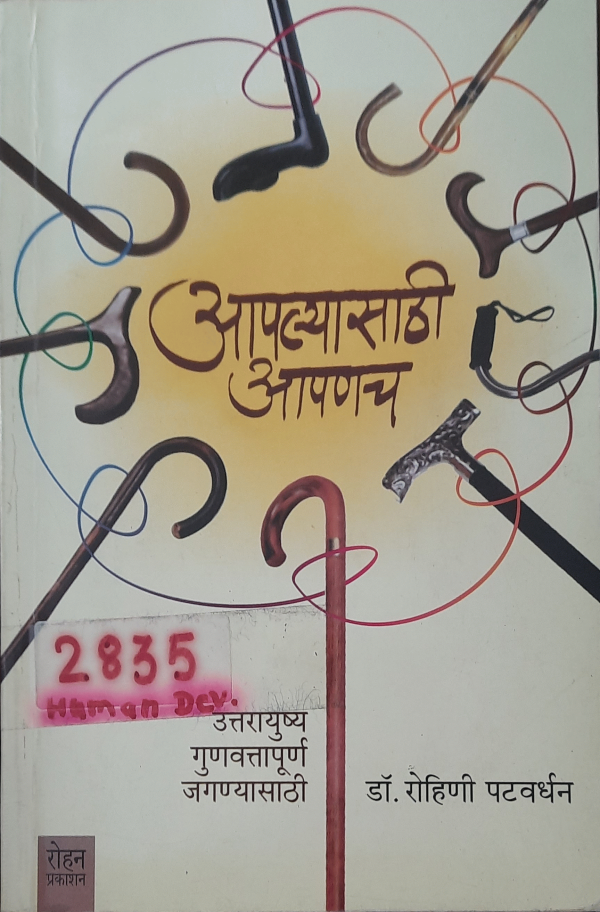 आपल्यासाठी
आपणच
2835
Human Dev.
उत्तरायुष्य
गुणवत्तापूर्ण
जगण्यासाठी
डॉ. रोहिणी पटवर्धन
रोहन
प्रकाशन